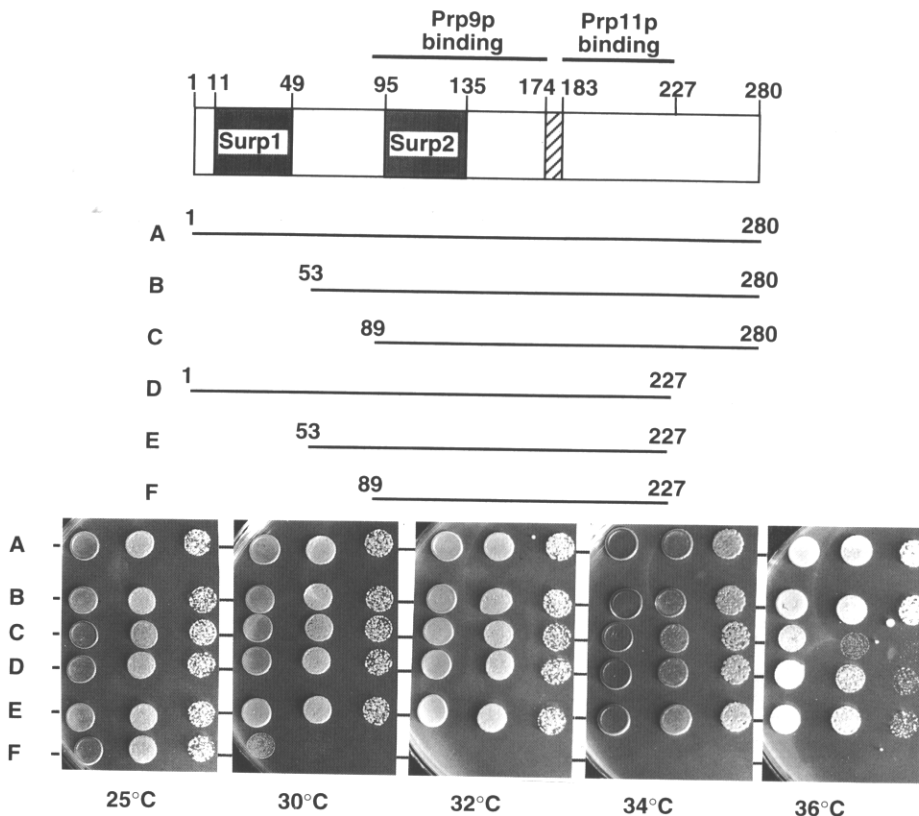 Prp9p
binding
Prp11p
binding
1 11 49 95 135 174 183 227 280
Surp1
Surp2
A 1 280
B 53 280
C 89 280
D 1 227
E 53 227
F 89 227
A
B
C
D
E
F
25°C 30°C 32°C 34°C 36°C